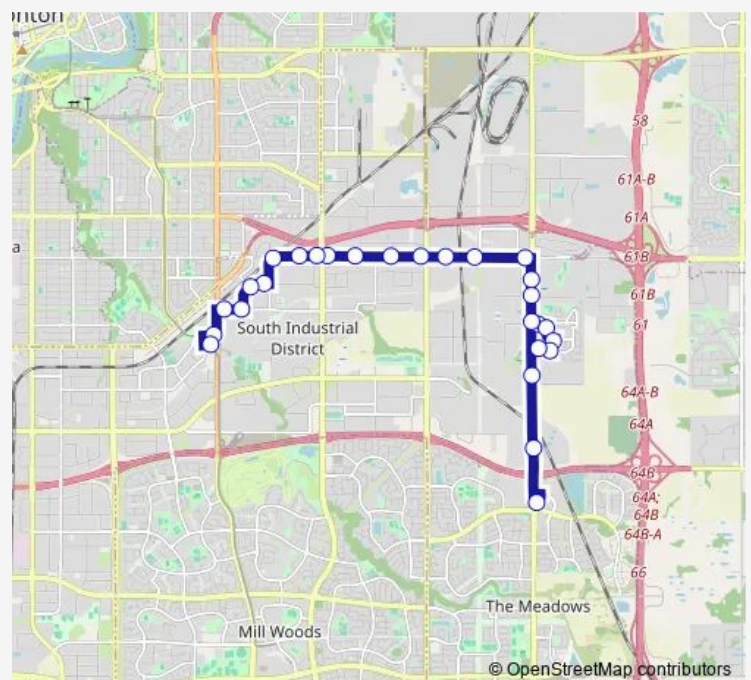 onton
58
61A-B
61A
61B
a
61B
61
South Industrial
District
64A-B
64A
64B
64A;
64B
64B-A
66
The Meadows
Mill Woods
© OpenStreetMap contributors